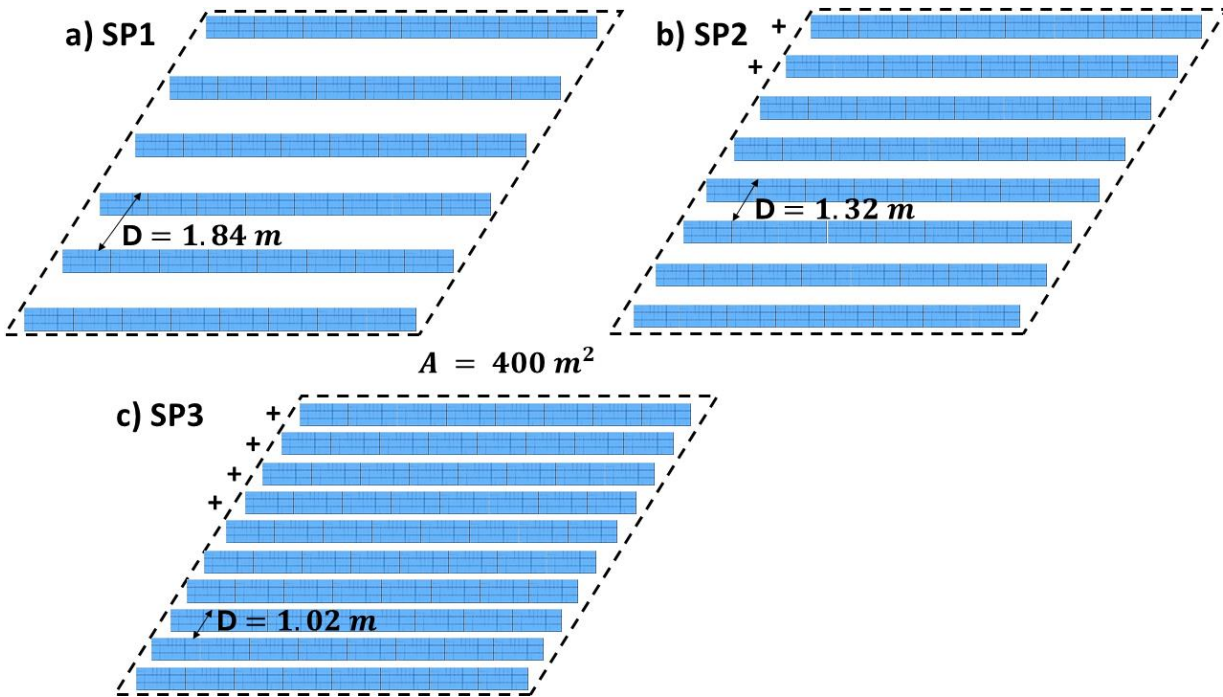 a) SP1
D = 1.84 m
+
+
b) SP2
D = 1.32 m
A = 400 m²
c) SP3
+
+
+
+
D = 1.02 m